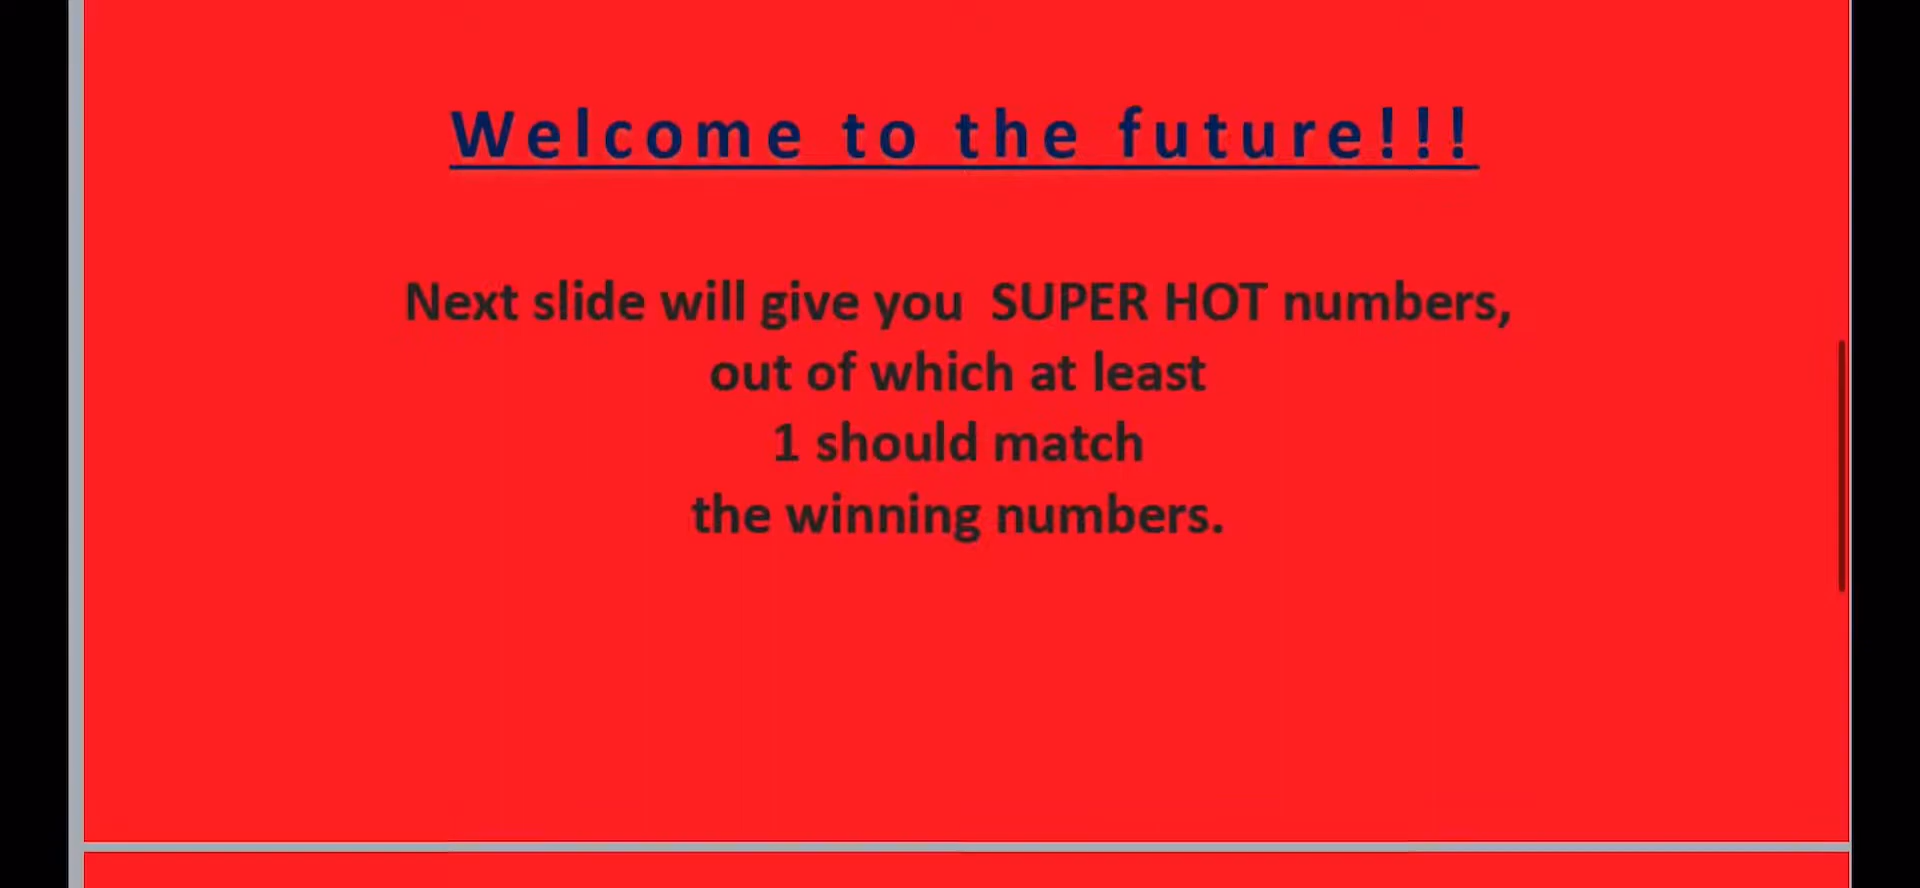 Welcome to the future!!!
Next slide will give you SUPER HOT numbers,
out of which at least
1 should match
the winning numbers.